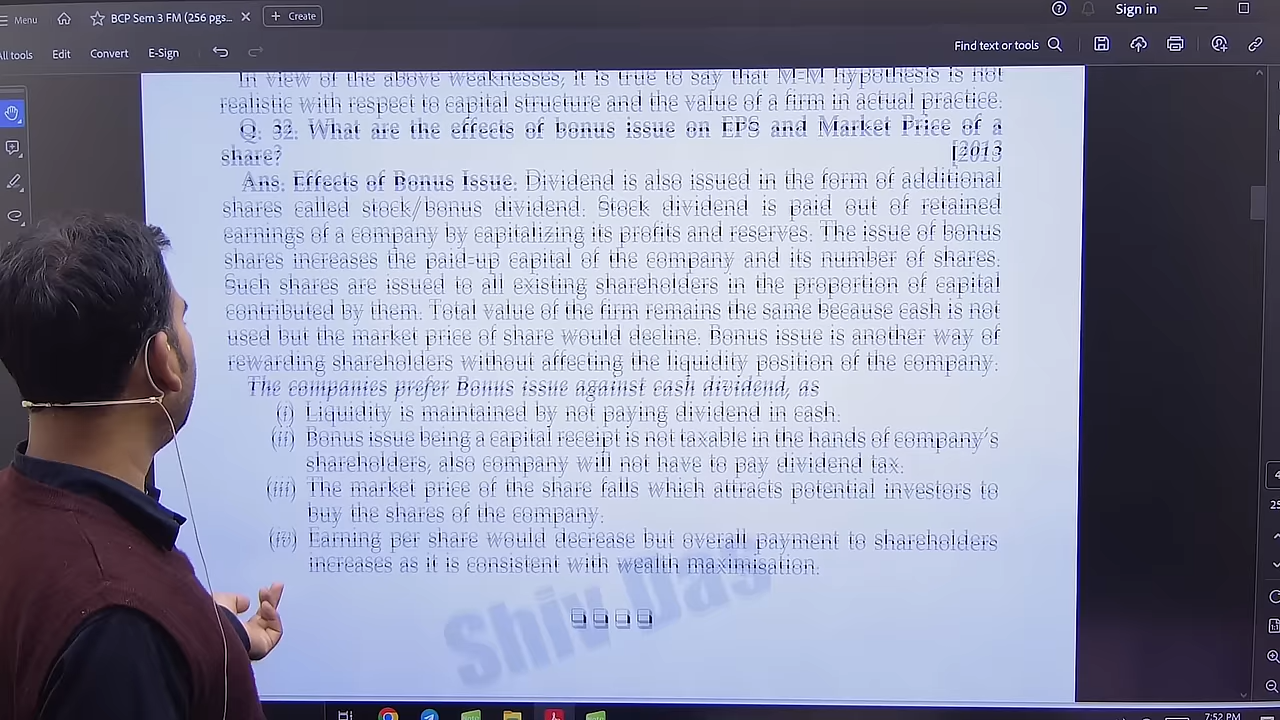 Menu
BCP Sem 3 FM (256 pgs...
Create
Sign in
All tools
Edit
Convert
E-Sign
Find text or tools
In view of the above weaknesses, it is true to say that M-M hypothesis is not
realistic with respect to capital structure and the value of a firm in actual practice.
Q. 32. What are the effects of bonus issue on EPS and Market Price of a
share? [2013
Ans. Effects of Bonus Issue. Dividend is also issued in the form of additional
shares called stock/bonus dividend. Stock dividend is paid out of retained
earnings of a company by capitalizing its profits and reserves. The issue of bonus
shares increases the paid-up capital of the company and its number of shares.
Such shares are issued to all existing shareholders in the proportion of capital
contributed by them. Total value of the firm remains the same because cash is not
used but the market price of share would decline. Bonus issue is another way of
rewarding shareholders without affecting the liquidity position of the company.
The companies prefer Bonus issue against cash dividend, as
(i) Liquidity is maintained by not paying dividend in cash.
(ii) Bonus issue being a capital receipt is not taxable in the hands of company's
shareholders, also company will not have to pay dividend tax.
(iii) The market price of the share falls which attracts potential investors to
buy the shares of the company.
(iv) Earning per share would decrease but overall payment to shareholders
increases as it is consistent with wealth maximisation.
Shiv Das
7:52 PM